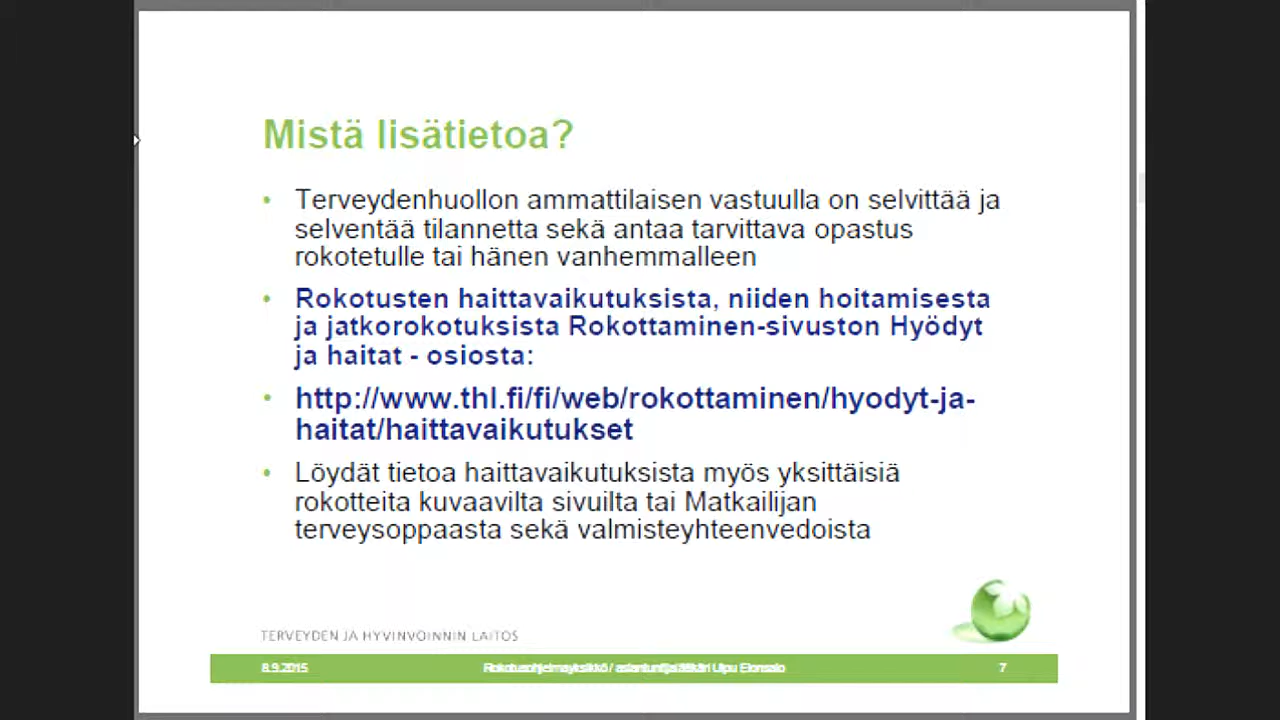 Mistä lisätietoa?
• Terveydenhuollon ammattilaisen vastuulla on selvittää ja
selventää tilannetta sekä antaa tarvittava opastus
rokotetulle tai hänen vanhemmalleen
• Rokotusten haittavaikutuksista, niiden hoitamisesta
ja jatkorokotuksista Rokottaminen-sivuston Hyödyt
ja haitat - osiosta:
• http://www.thl.fi/fi/web/rokottaminen/hyodyt-ja-
haitat/haittavaikutukset
• Löydät tietoa haittavaikutuksista myös yksittäisiä
rokotteita kuvaavilta sivuilta tai Matkailijan
terveysoppaasta sekä valmisteyhteenvedoista
TERVEYDEN JA HYVINVOINNIN LAITOS
8.9.2015 Elonsalo 7